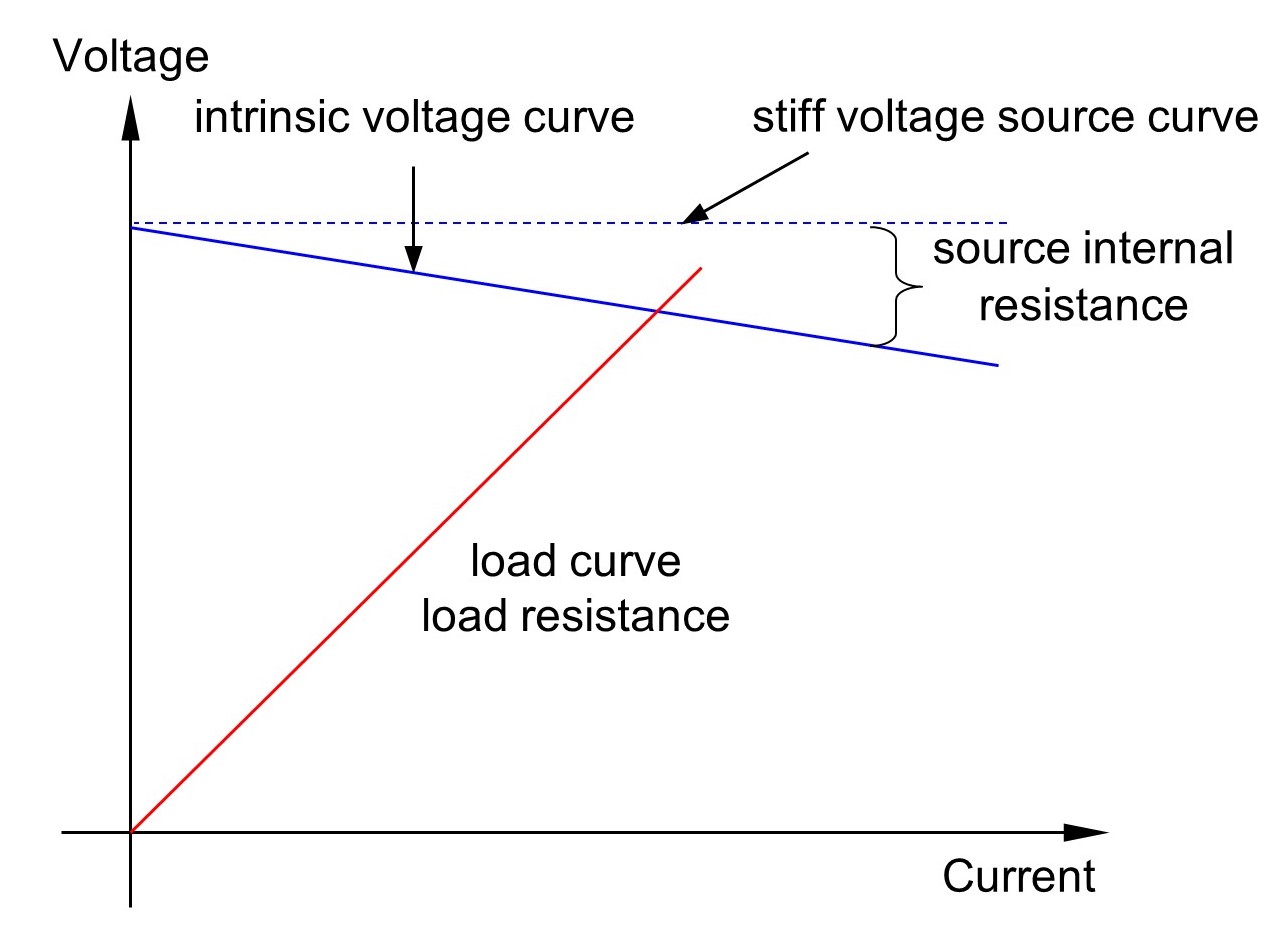 Voltage
intrinsic voltage curve
stiff voltage source curve
source internal
resistance
load curve
load resistance
Current